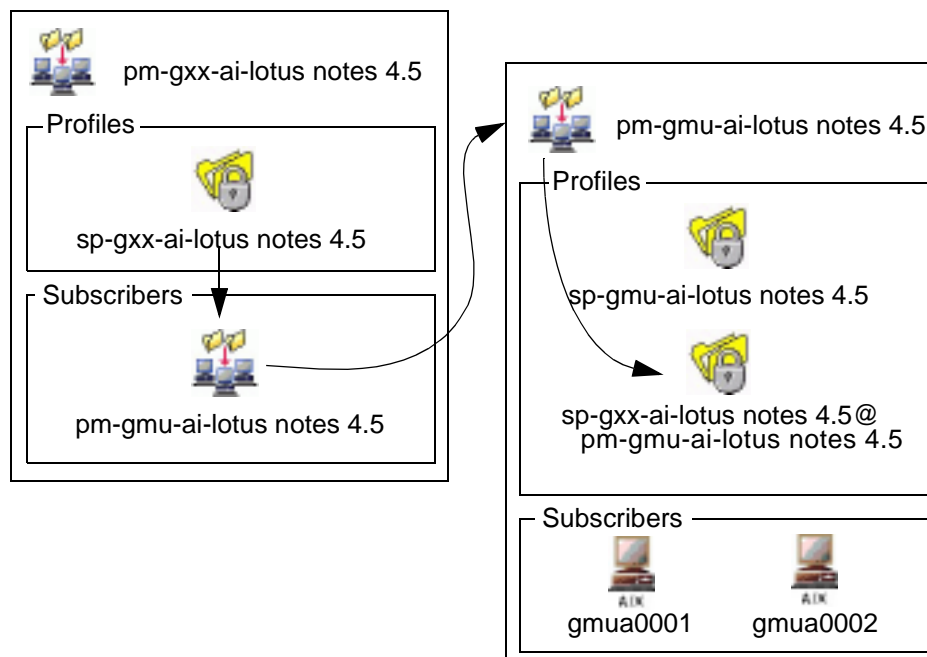 pm-gxx-ai-lotus notes 4.5
Profiles
sp-gxx-ai-lotus notes 4.5
Subscribers
pm-gmu-ai-lotus notes 4.5
pm-gmu-ai-lotus notes 4.5
Profiles
sp-gmu-ai-lotus notes 4.5
sp-gxx-ai-lotus notes 4.5@
pm-gmu-ai-lotus notes 4.5
Subscribers
AIX
AIX
gmua0001
gmua0002